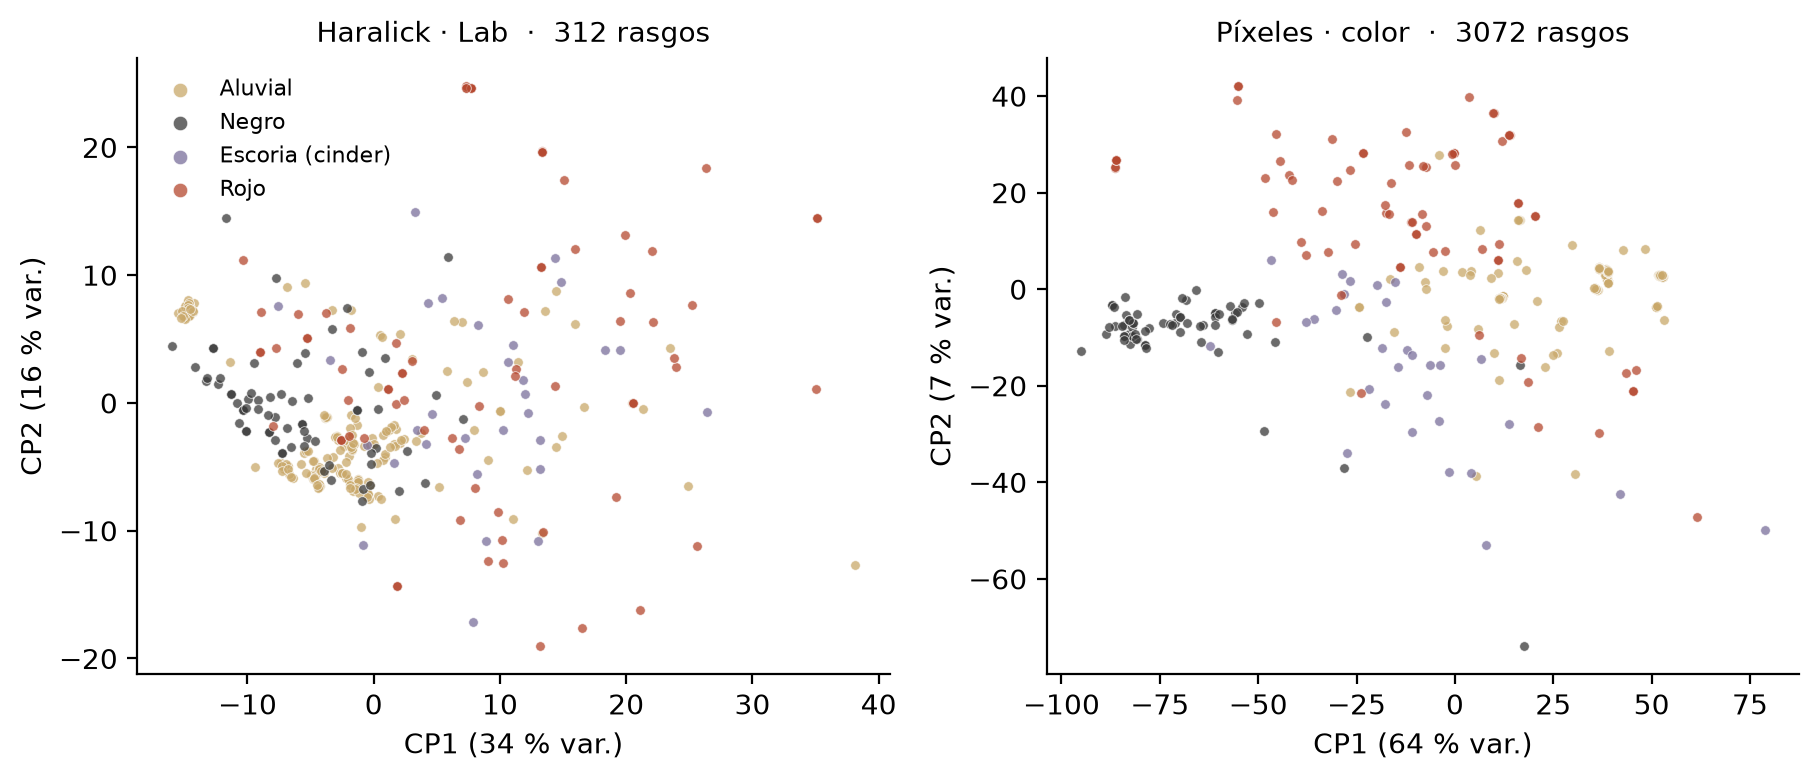 Haralick · Lab · 312 rasgos
Aluvial
Negro
Escoria (cinder)
Rojo
20
10
0
−10
−20
CP2 (16 % var.)
−10
0
10
20
30
40
CP1 (34 % var.)
Píxeles · color · 3072 rasgos
40
20
0
−20
−40
−60
CP2 (7 % var.)
−100
−75
−50
−25
0
25
50
75
CP1 (64 % var.)